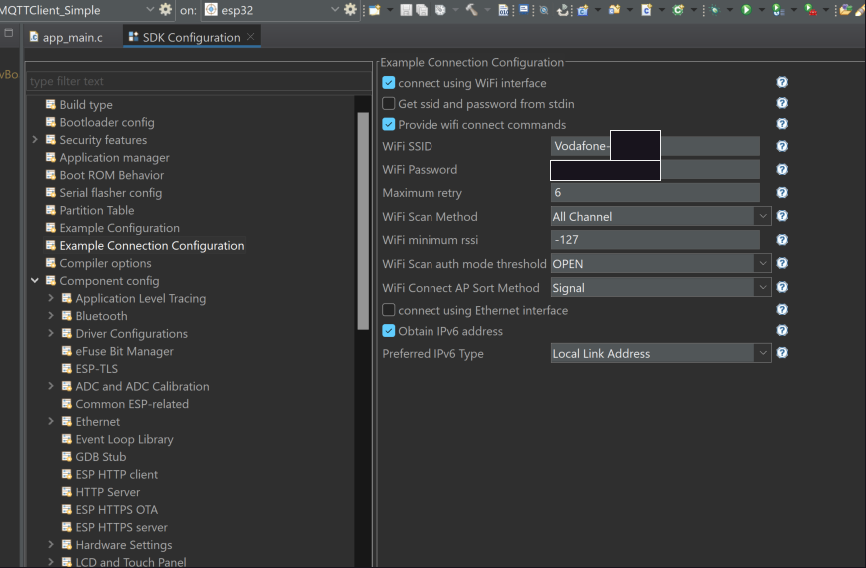 MQTTClient_Simple on: esp32
app_main.c SDK Configuration
vBo
type filter text
Build type
Bootloader config
Security features
Application manager
Boot ROM Behavior
Serial flasher config
Partition Table
Example Configuration
Example Connection Configuration
Compiler options
Component config
Application Level Tracing
Bluetooth
Driver Configurations
eFuse Bit Manager
ESP-TLS
ADC and ADC Calibration
Common ESP-related
Ethernet
Event Loop Library
GDB Stub
ESP HTTP client
HTTP Server
ESP HTTPS OTA
ESP HTTPS server
Hardware Settings
LCD and Touch Panel
Example Connection Configuration
connect using WiFi interface
Get ssid and password from stdin
Provide wifi connect commands
WiFi SSID Vodafone-
WiFi Password
Maximum retry 6
WiFi Scan Method All Channel
WiFi minimum rssi -127
WiFi Scan auth mode threshold OPEN
WiFi Connect AP Sort Method Signal
connect using Ethernet interface
Obtain IPv6 address
Preferred IPv6 Type Local Link Address